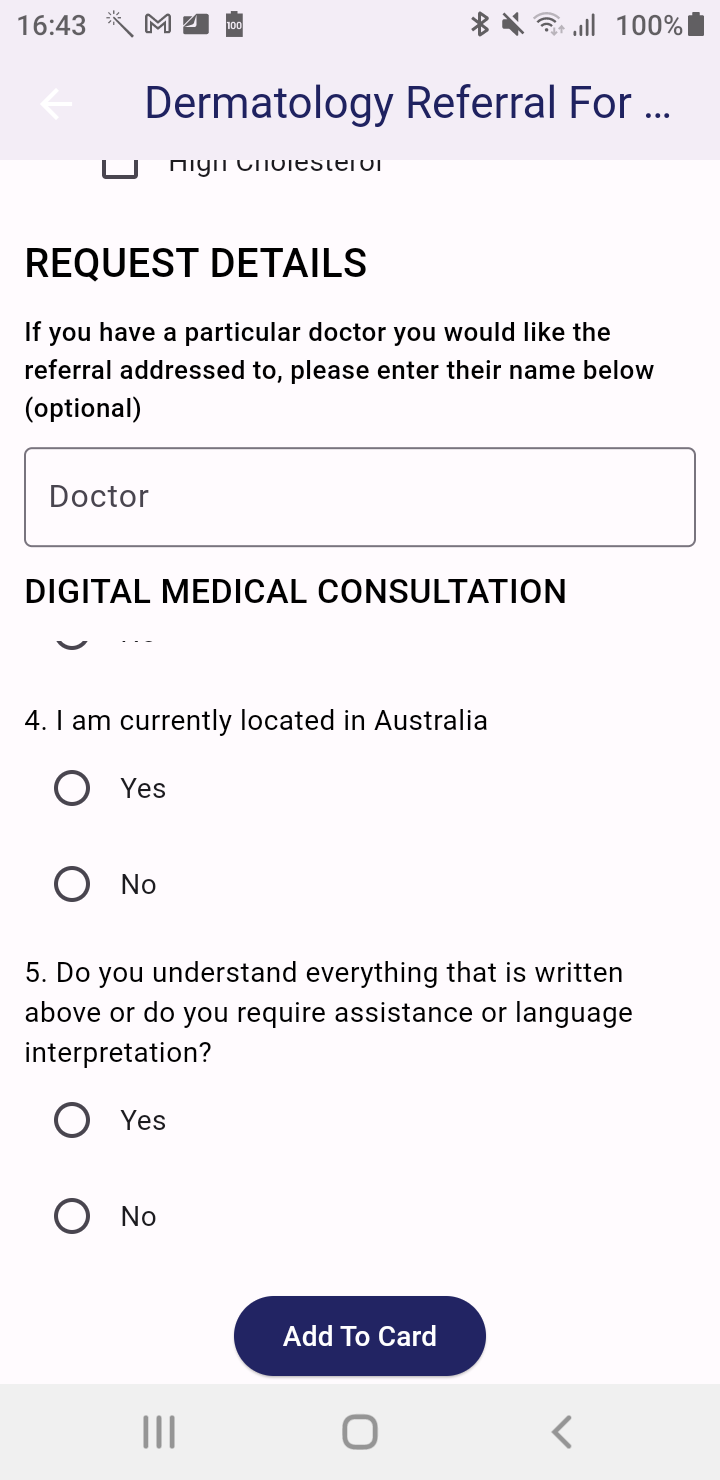 16:43
100
100%
Dermatology Referral For ...
High Cholesterol
REQUEST DETAILS
If you have a particular doctor you would like the
referral addressed to, please enter their name below
(optional)
Doctor
DIGITAL MEDICAL CONSULTATION
4. I am currently located in Australia
Yes
No
5. Do you understand everything that is written
above or do you require assistance or language
interpretation?
Yes
No
Add To Card